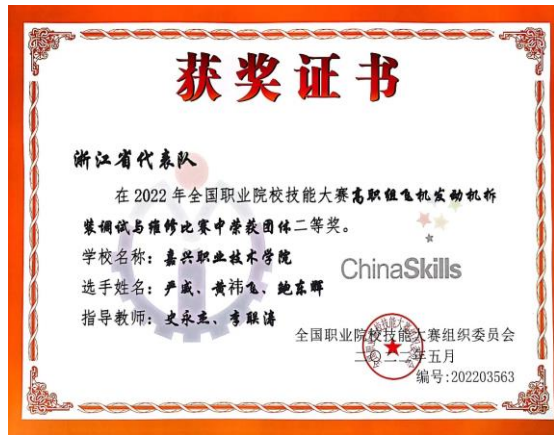 获奖证书
浙江省代表队
在2022年全国职业院校技能大赛高职组飞机发动机拆
装调试与维修比赛中荣获团体二等奖。
学校名称：嘉兴职业技术学院
ChinaSkills
选手姓名：严威、黄祎飞、鲍东辉
指导教师：史永杰、李联涛
全国职业院校技能大赛组织委员会
二〇二二年五月
编号:202203563